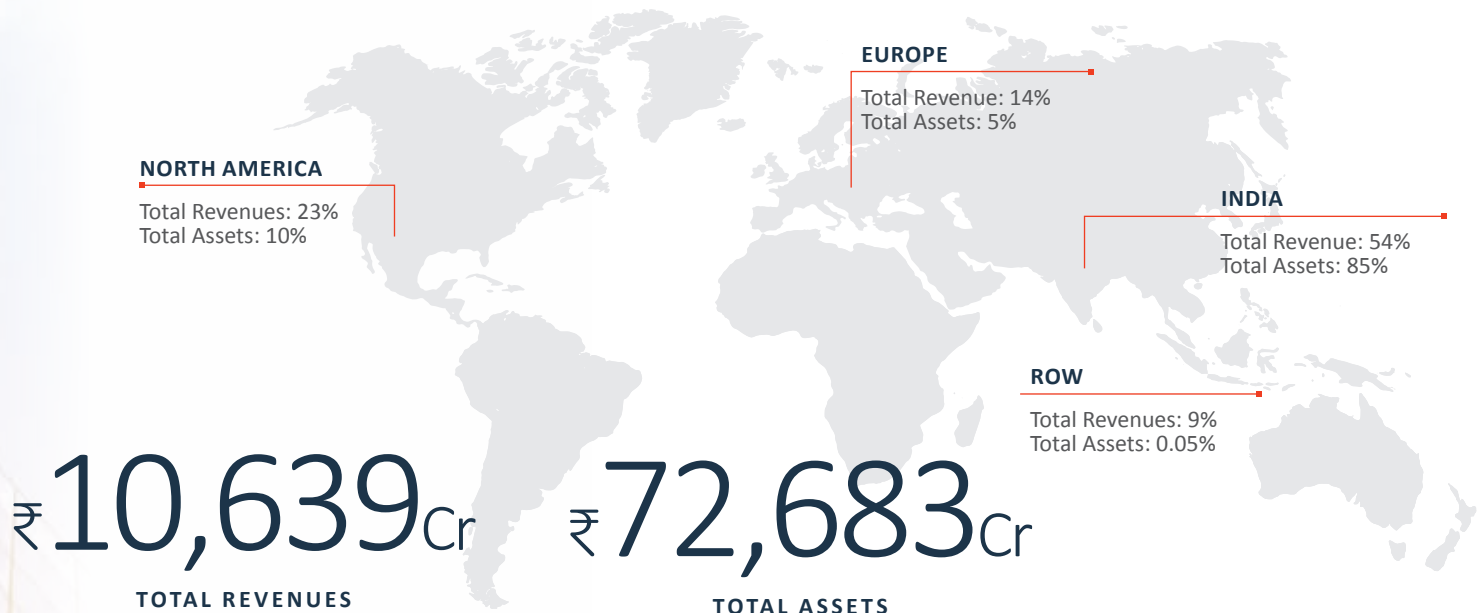 EUROPE
Total Revenue: 14%
Total Assets: 5%
NORTH AMERICA
Total Revenues: 23%
Total Assets: 10%
INDIA
Total Revenue: 54%
Total Assets: 85%
ROW
Total Revenues: 9%
Total Assets: 0.05%
₹10,639Cr
TOTAL REVENUES
₹72,683Cr
TOTAL ASSETS